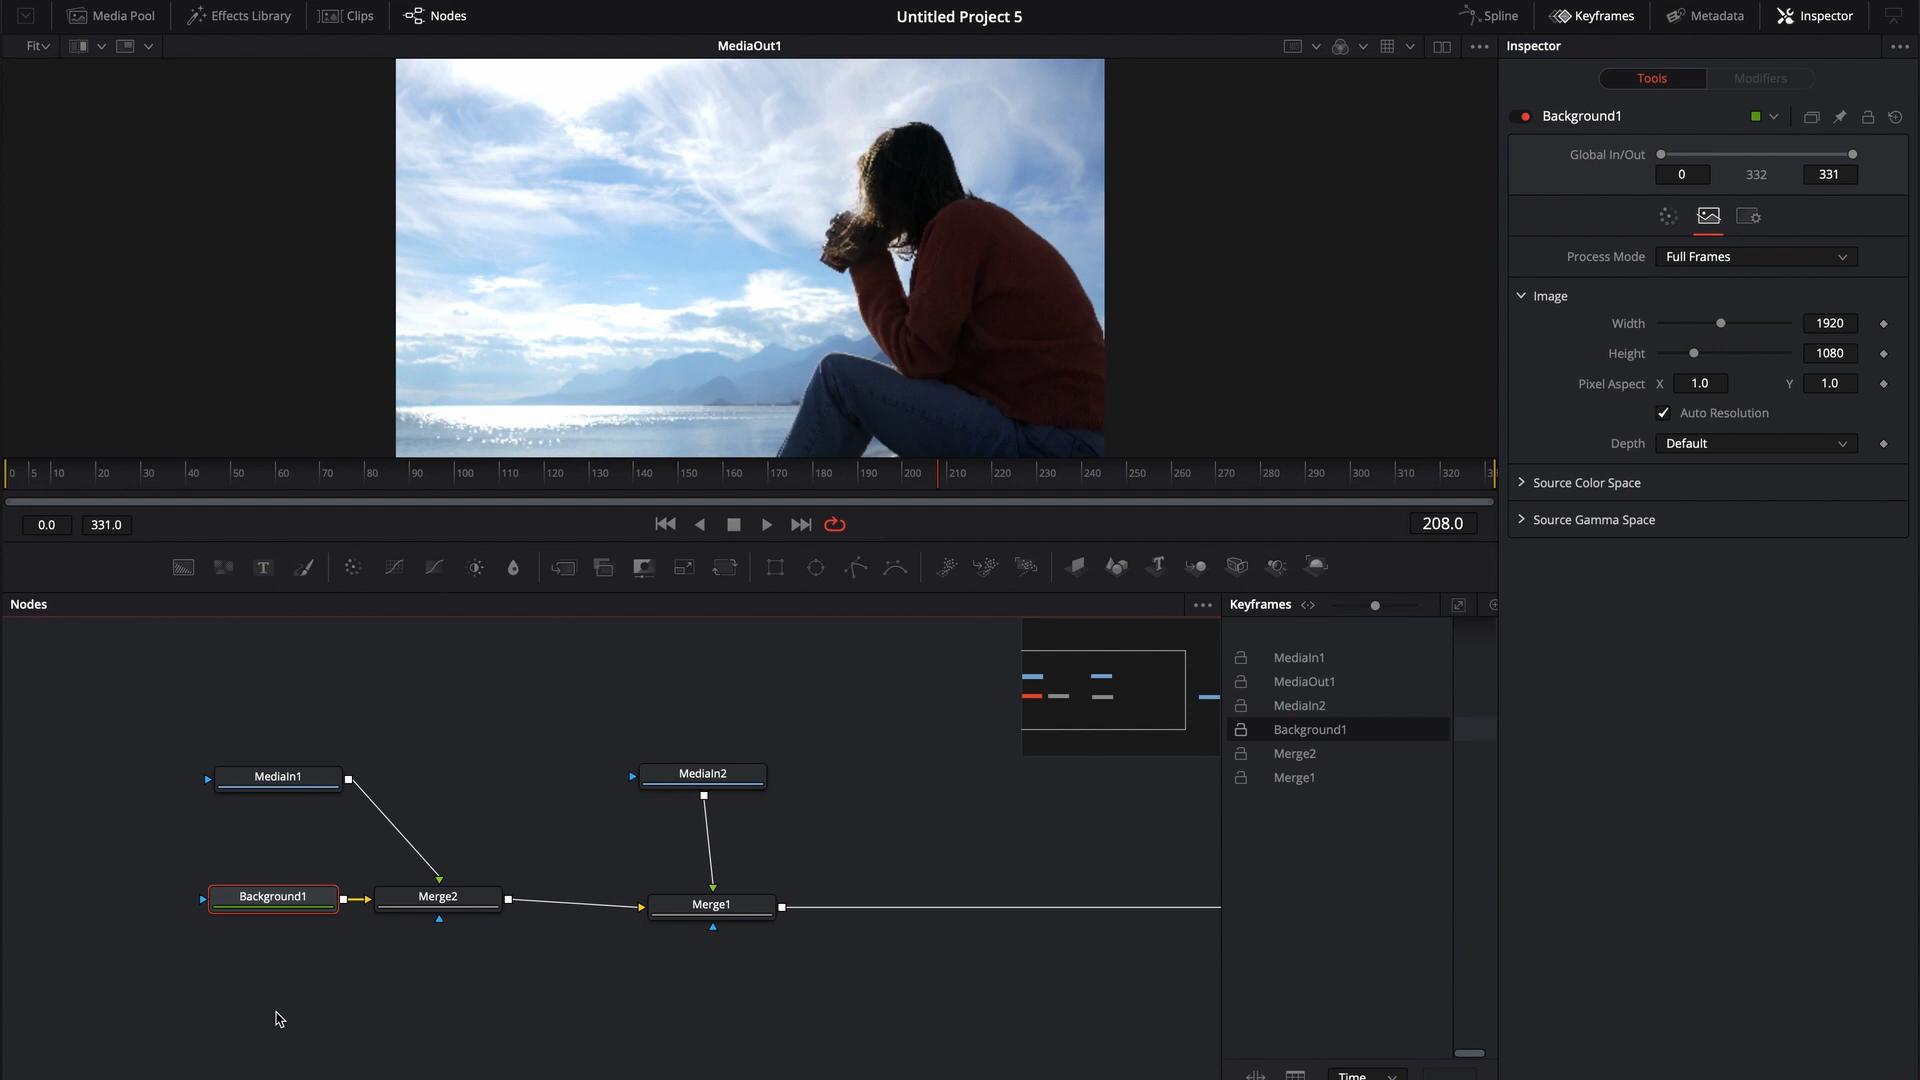 Media Pool Effects Library Clips Nodes Untitled Project 5 Spline Keyframes Metadata Inspector
Fit MediaOut1 Inspector
Tools Modifiers
Background1
Global In/Out
0 332 331
Process Mode Full Frames
Image
Width 1920
Height 1080
Pixel Aspect X 1.0 Y 1.0
Auto Resolution
Depth Default
Source Color Space
Source Gamma Space
0 5 10 20 30 40 50 60 70 80 90 100 110 120 130 140 150 160 170 180 190 200 210 220 230 240 250 260 270 280 290 300 310 320
0.0 331.0 208.0
T T
Nodes
Keyframes
MediaIn1
MediaOut1
MediaIn2
Background1
Merge2
Merge1
MediaIn1 MediaIn2
Background1 Merge2 Merge1
Time